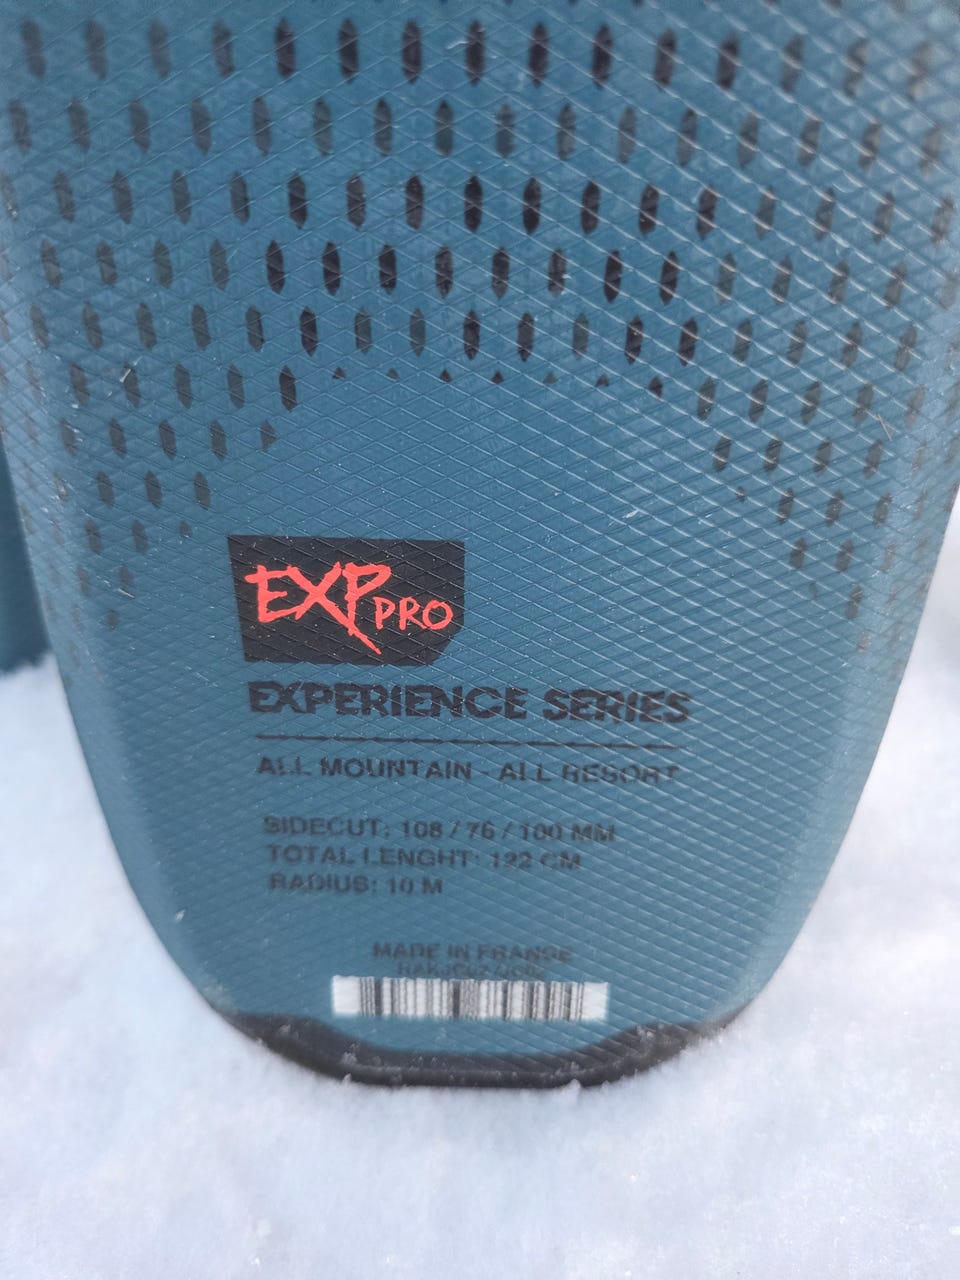 EXP PRO
EXPERIENCE SERIES
ALL MOUNTAIN - ALL RESORT
SIDECUT: 108 / 76 / 100 MM
TOTAL LENGHT: 122 CM
RADIUS: 10 M
MADE IN FRANCE